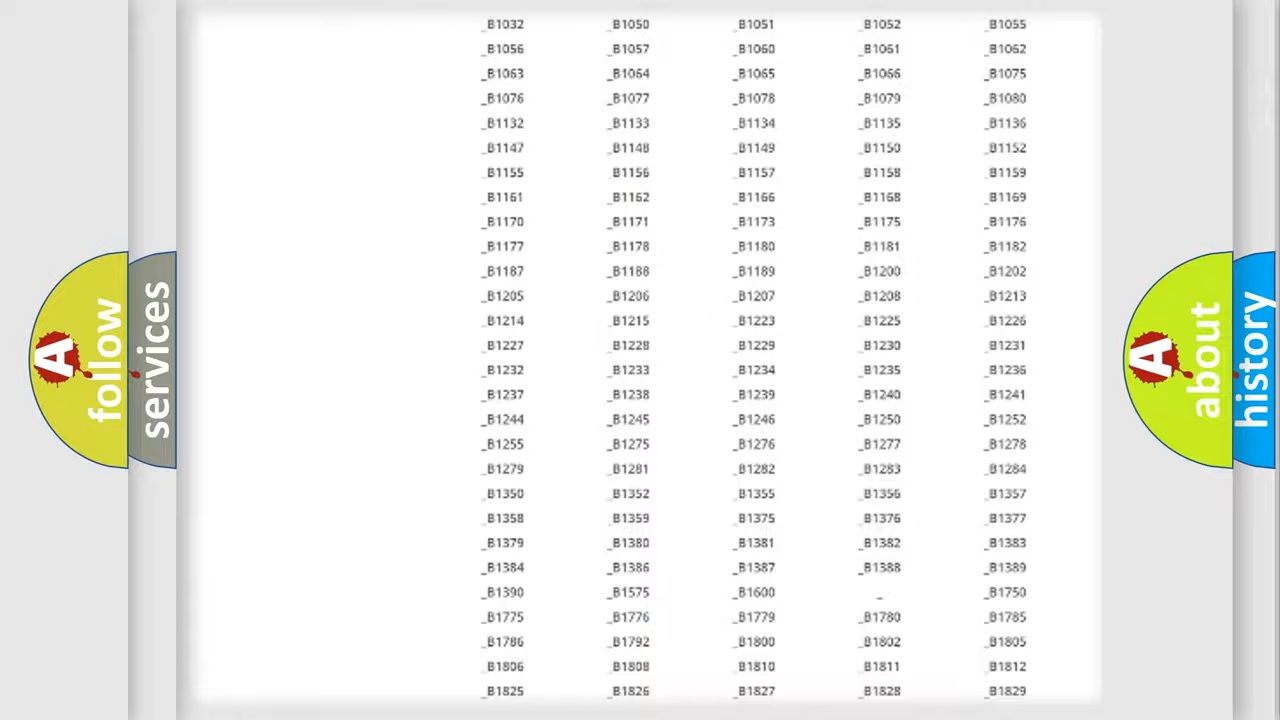 _B1032 _B1050 _B1051 _B1052 _B1055
_B1056 _B1057 _B1060 _B1061 _B1062
_B1063 _B1064 _B1065 _B1066 _B1075
_B1076 _B1077 _B1078 _B1079 _B1080
_B1132 _B1133 _B1134 _B1135 _B1136
_B1147 _B1148 _B1149 _B1150 _B1152
_B1155 _B1156 _B1157 _B1158 _B1159
_B1161 _B1162 _B1166 _B1168 _B1169
_B1170 _B1171 _B1173 _B1175 _B1176
_B1177 _B1178 _B1180 _B1181 _B1182
_B1187 _B1188 _B1189 _B1200 _B1202
_B1205 _B1206 _B1207 _B1208 _B1213
_B1214 _B1215 _B1223 _B1225 _B1226
_B1227 _B1228 _B1229 _B1230 _B1231
_B1232 _B1233 _B1234 _B1235 _B1236
_B1237 _B1238 _B1239 _B1240 _B1241
_B1244 _B1245 _B1246 _B1250 _B1252
_B1255 _B1275 _B1276 _B1277 _B1278
_B1279 _B1281 _B1282 _B1283 _B1284
_B1350 _B1352 _B1355 _B1356 _B1357
_B1358 _B1359 _B1375 _B1376 _B1377
_B1379 _B1380 _B1381 _B1382 _B1383
_B1384 _B1386 _B1387 _B1388 _B1389
_B1390 _B1575 _B1600 _ _B1750
_B1775 _B1776 _B1779 _B1780 _B1785
_B1786 _B1792 _B1800 _B1802 _B1805
_B1806 _B1808 _B1810 _B1811 _B1812
_B1825 _B1826 _B1827 _B1828 _B1829
A
follow
services
A
about
history